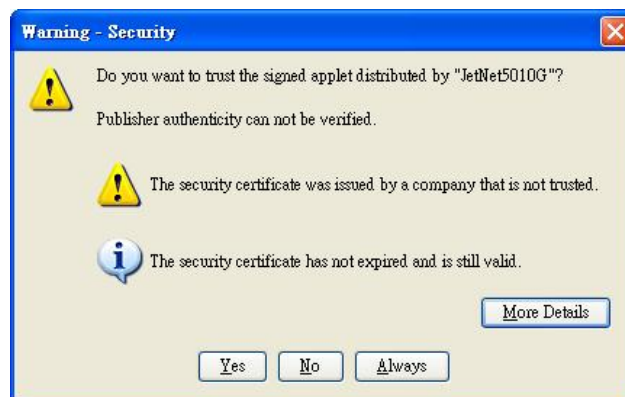 Warning - Security
Do you want to trust the signed applet distributed by "JetNet5010G"?
Publisher authenticity can not be verified.
The security certificate was issued by a company that is not trusted.
The security certificate has not expired and is still valid.
More Details
Yes No Always